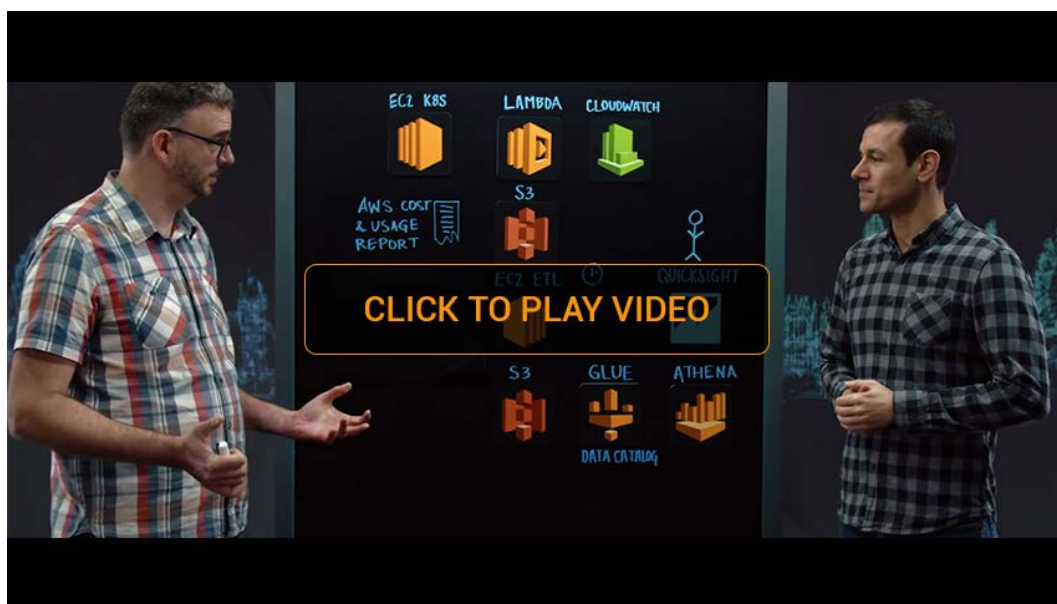 EC2 K8S
LAMBDA
CLOUDWATCH
AWS COST
& USAGE
REPORT
S3
EC2 ETL
QUICKSIGHT
CLICK TO PLAY VIDEO
S3
GLUE
ATHENA
DATA CATALOG